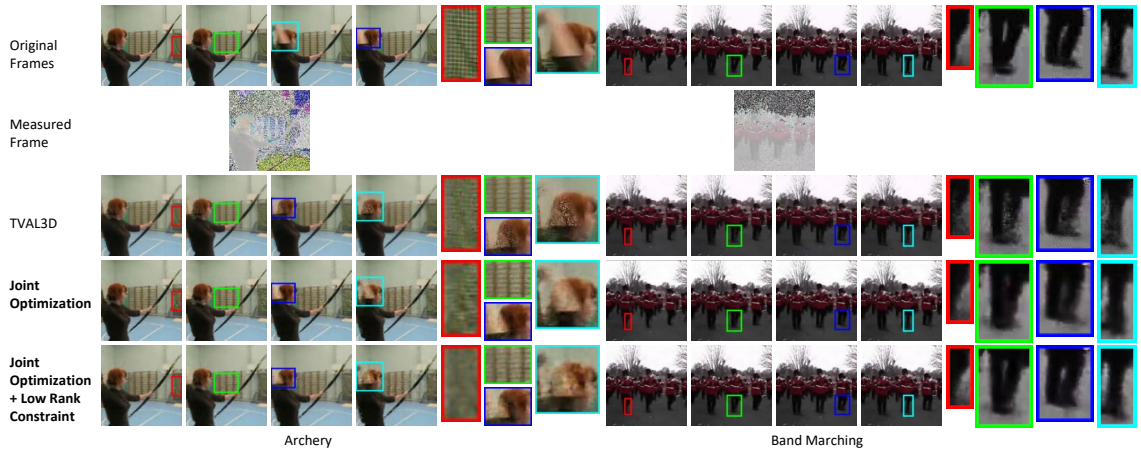 Original
Frames
Measured
Frame
TVAL3D
Joint
Optimization
Joint
Optimization
+ Low Rank
Constraint
Archery
Band Marching